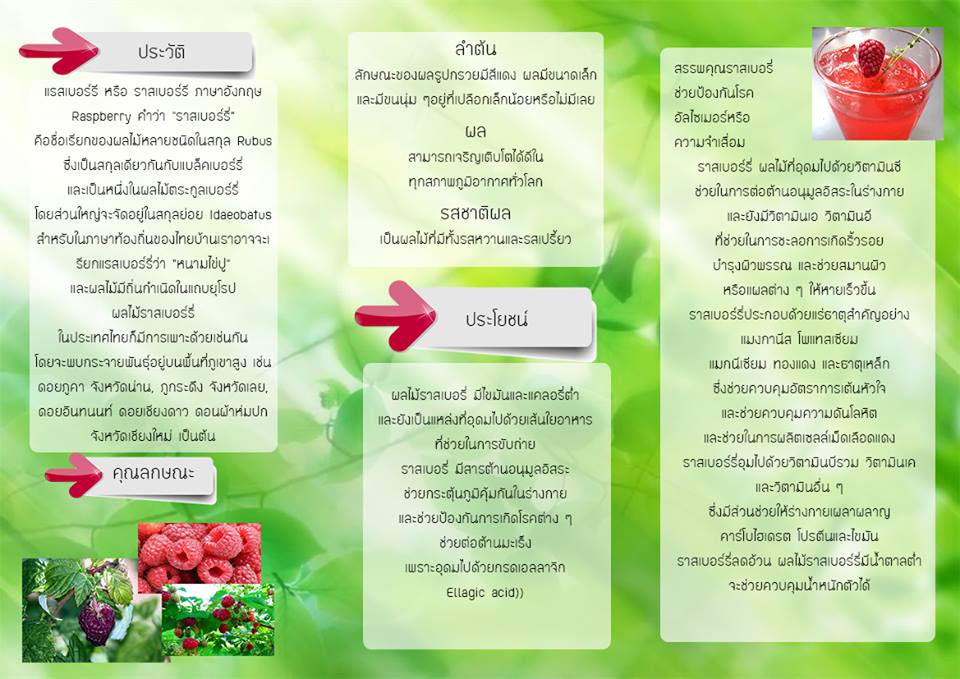 ประวัติ
แรสเบอร์รี หรือ ราสเบอร์รี่ ภาษาอังกฤษ
Raspberry คำว่า "ราสเบอร์รี่"
คือชื่อเรียกของผลไม้หลายชนิดในสกุล Rubus
ซึ่งเป็นสกุลเดียวกันกับแบล็คเบอร์รี่
และเป็นหนึ่งในผลไม้ตระกูลเบอร์รี่
โดยส่วนใหญ่จะจัดอยู่ในสกุลย่อย Idaeobatus
สำหรับในภาษาท้องถิ่นของไทยบ้านเราอาจจะเ
รียกแรสเบอร์รี่ว่า "หนามไข่ปู"
และผลไม้มีถิ่นกำเนิดในแถบยุโรป
ผลไม้ราสเบอร์รี่
ในประเทศไทยก็มีการเพาะด้วยเช่นกัน
โดยจะพบกระจายพันธุ์อยู่บนพื้นที่ภูเขาสูง เช่น
ดอยภูคา จังหวัดน่าน, ภูกระดึง จังหวัดเลย,
ดอยอินทนนท์ ดอยเชียงดาว ดอนผ้าห่มปก
จังหวัดเชียงใหม่ เป็นต้น
คุณลกษณะ
ลำต้น
ลักษณะของผลรูปกรวยมีสีแดง ผลมีขนาดเล็ก
และมีขนนุ่ม ๆอยู่ที่เปลือกเล็กน้อยหรือไม่มีเลย
ผล
สามารถเจริญเติบโตได้ดีใน
ทุกสภาพภูมิอากาศทั่วโลก
รสชาติผล
เป็นผลไม้ที่มีทั้งรสหวานและรสเปรี้ยว
ประโยชน์
ผลไม้ราสเบอรี่ มีไขมันและแคลอรี่ต่ำ
และยังเป็นแหล่งที่อุดมไปด้วยเส้นใยอาหาร
ที่ช่วยในการขับถ่าย
ราสเบอรี่ มีสารต้านอนุมูลอิสระ
ช่วยกระตุ้นภูมิคุ้มกันในร่างกาย
และช่วยป้องกันการเกิดโรคต่าง ๆ
ช่วยต่อต้านมะเร็ง
เพราะอุดมไปด้วยกรดเอลลาจิก
Ellagic acid))
สรรพคุณราสเบอรี่
ช่วยป้องกันโรค
อัลไซเมอร์หรือ
ความจำเสื่อม
ราสเบอร์รี่ ผลไม้ที่อุดมไปด้วยวิตามินซี
ช่วยในการต่อต้านอนุมูลอิสระในร่างกาย
และยังมีวิตามินเอ วิตามินอี
ที่ช่วยในการชะลอการเกิดริ้วรอย
บำรุงผิวพรรณ และช่วยสมานผิว
หรือแผลต่าง ๆ ให้หายเร็วขึ้น
ราสเบอร์รี่ประกอบด้วยแร่ธาตุสำคัญอย่าง
แมงกานีส โพแทสเซียม
แมกนีเซียม ทองแดง และธาตุเหล็ก
ซึ่งช่วยควบคุมอัตราการเต้นหัวใจ
และช่วยควบคุมความดันโลหิต
และช่วยในการผลิตเซลล์เม็ดเลือดแดง
ราสเบอร์รี่อุมไปด้วยวิตามินบีรวม วิตามินเค
และวิตามินอื่น ๆ
ซึ่งมีส่วนช่วยให้ร่างกายเผาผลาญ
คาร์โบไฮเดรต โปรตีนและไขมัน
ราสเบอร์รี่ลดอ้วน ผลไม้ราสเบอร์รี่มีน้ำตาลต่ำ
จะช่วยควบคุมน้ำหนักตัวได้